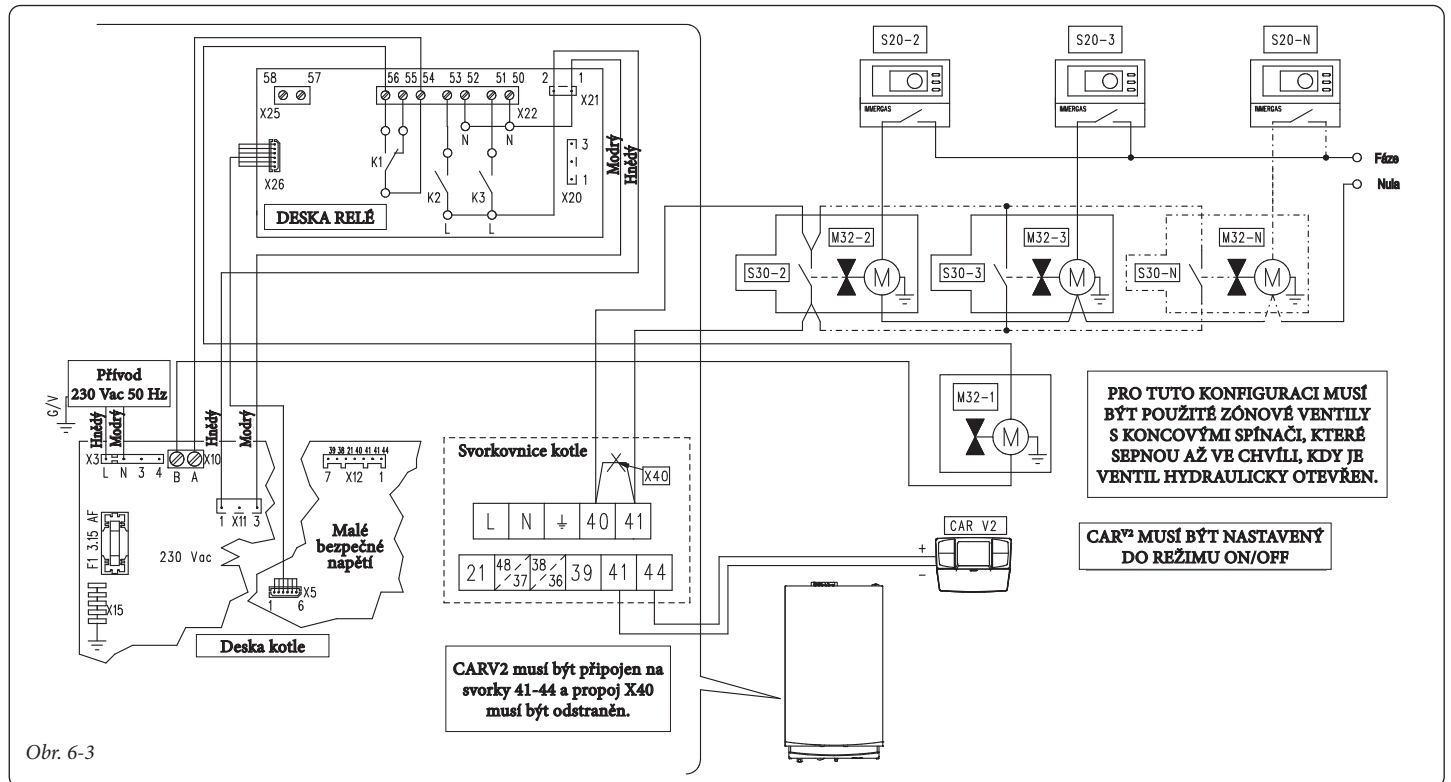 S20-2
S20-3
S20-N
IMMERGAS
IMMERGAS
IMMERGAS
Fáze
Nula
58 57
56 55 54 53 52 51 50
2 1
X25
X22
X21
N N
K1
K2
K3
X26
3
1
X20
L L
DESKA RELÉ
Modrý
Hnědý
M32-2
M32-3
M32-N
S30-2
S30-3
S30-N
M
M
M
Přívod
230 Vac 50 Hz
G/V
Hnědý
Modrý
Hnědý
Modrý
X3
L N 3 4
B A
X10
1 X11 3
F1 3.15 AF
230 Vac
X15
39 38 21 40 41 41 44
7 X12 1
Malé
bezpečné
napětí
X5
1 6
Deska kotle
Svorkovnice kotle
X40
L N 40 41
21 48/37 38/36 39 41 44
M32-1
M
PRO TUTO KONFIGURACI MUSÍ
BÝT POUŽITÉ ZÓNOVÉ VENTILY
S KONCOVÝMI SPÍNAČI, KTERÉ
SEPNOU AŽ VE CHVÍLI, KDY JE
VENTIL HYDRAULICKY OTEVŘEN.
CAR V2
+
–
CARV2 MUSÍ BÝT NASTAVENÝ
DO REŽIMU ON/OFF
CARV2 musí být připojen na
svorky 41-44 a propoj X40
musí být odstraněn.
Obr. 6-3